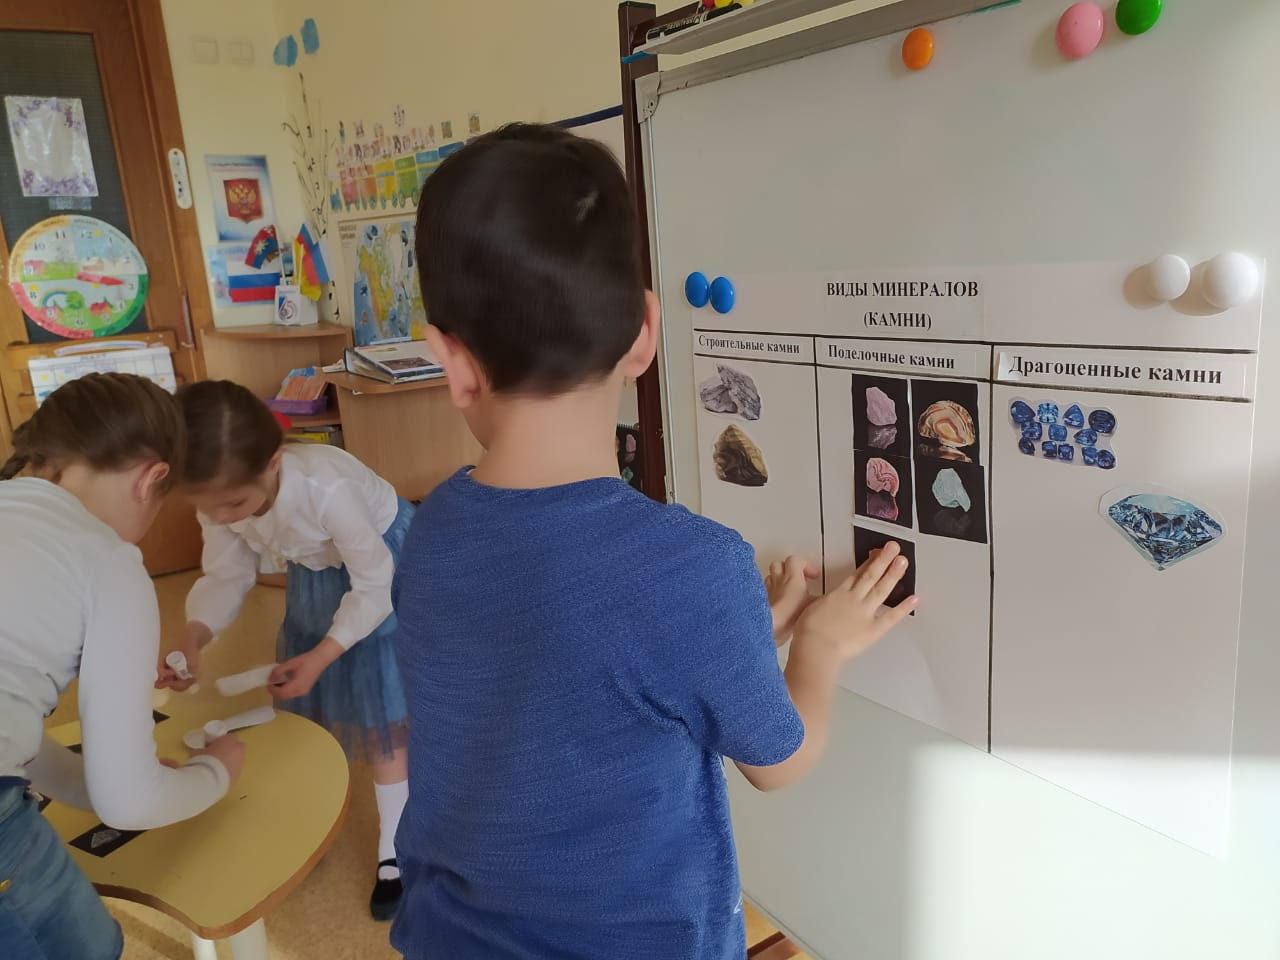 ВИДЫ МИНЕРАЛОВ
(КАМНИ)
Строительные камни
Поделочные камни
Драгоценные камни